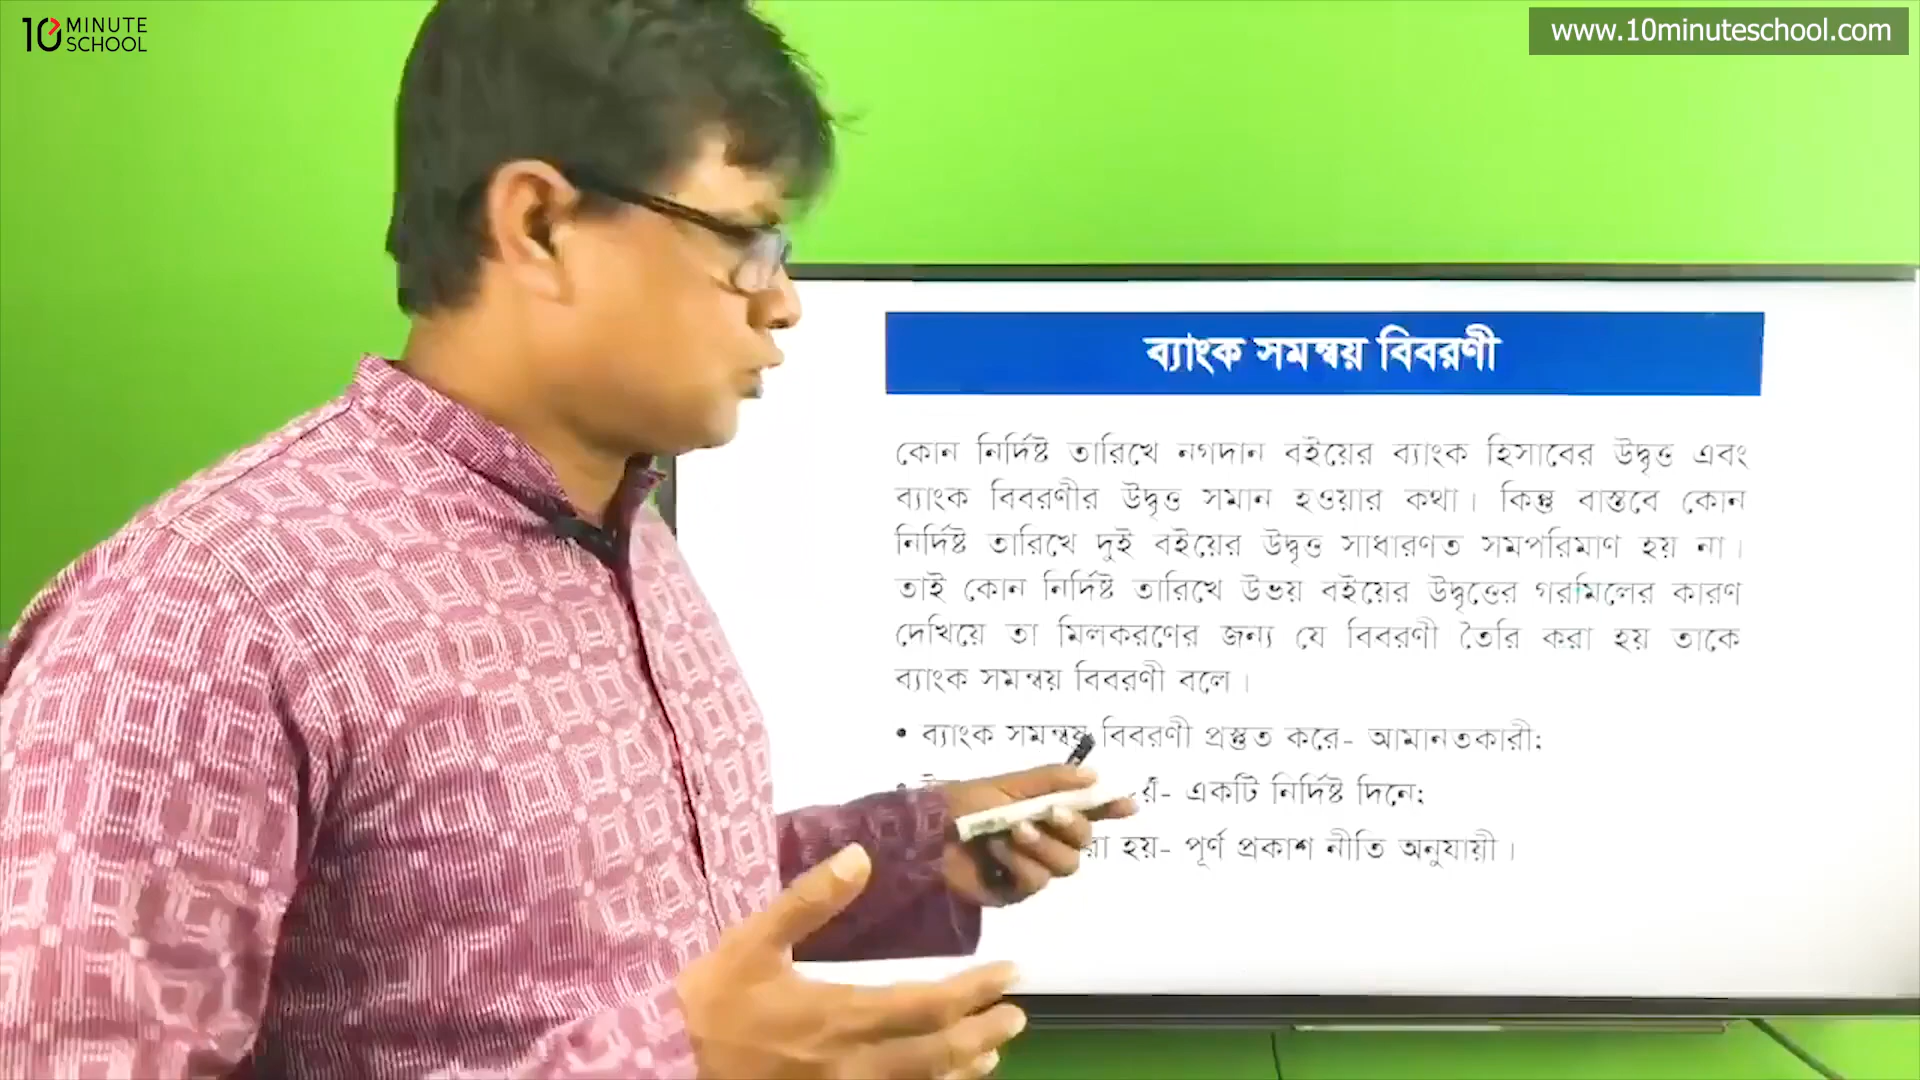 10 MINUTE
SCHOOL
www.10minuteschool.com
ব্যাংক সমন্বয় বিবরণী
কোন নির্দিষ্ট তারিখে নগদান বইয়ের ব্যাংক হিসাবের উদ্বৃত্ত এবং
ব্যাংক বিবরণীর উদ্বৃত্ত সমান হওয়ার কথা। কিন্তু বাস্তবে কোন
নির্দিষ্ট তারিখে দুই বইয়ের উদ্বৃত্ত সাধারণত সমপরিমাণ হয় না।
তাই কোন নির্দিষ্ট তারিখে উভয় বইয়ের উদ্বৃত্তের গরমিলের কারণ
দেখিয়ে তা মিলকরণের জন্য যে বিবরণী তৈরি করা হয় তাকে
ব্যাংক সমন্বয় বিবরণী বলে।
• ব্যাংক সমন্বয় বিবরণী প্রস্তুত করে- আমানতকারী;
একটি নির্দিষ্ট দিনে;
হয়- পূর্ণ প্রকাশ নীতি অনুযায়ী।